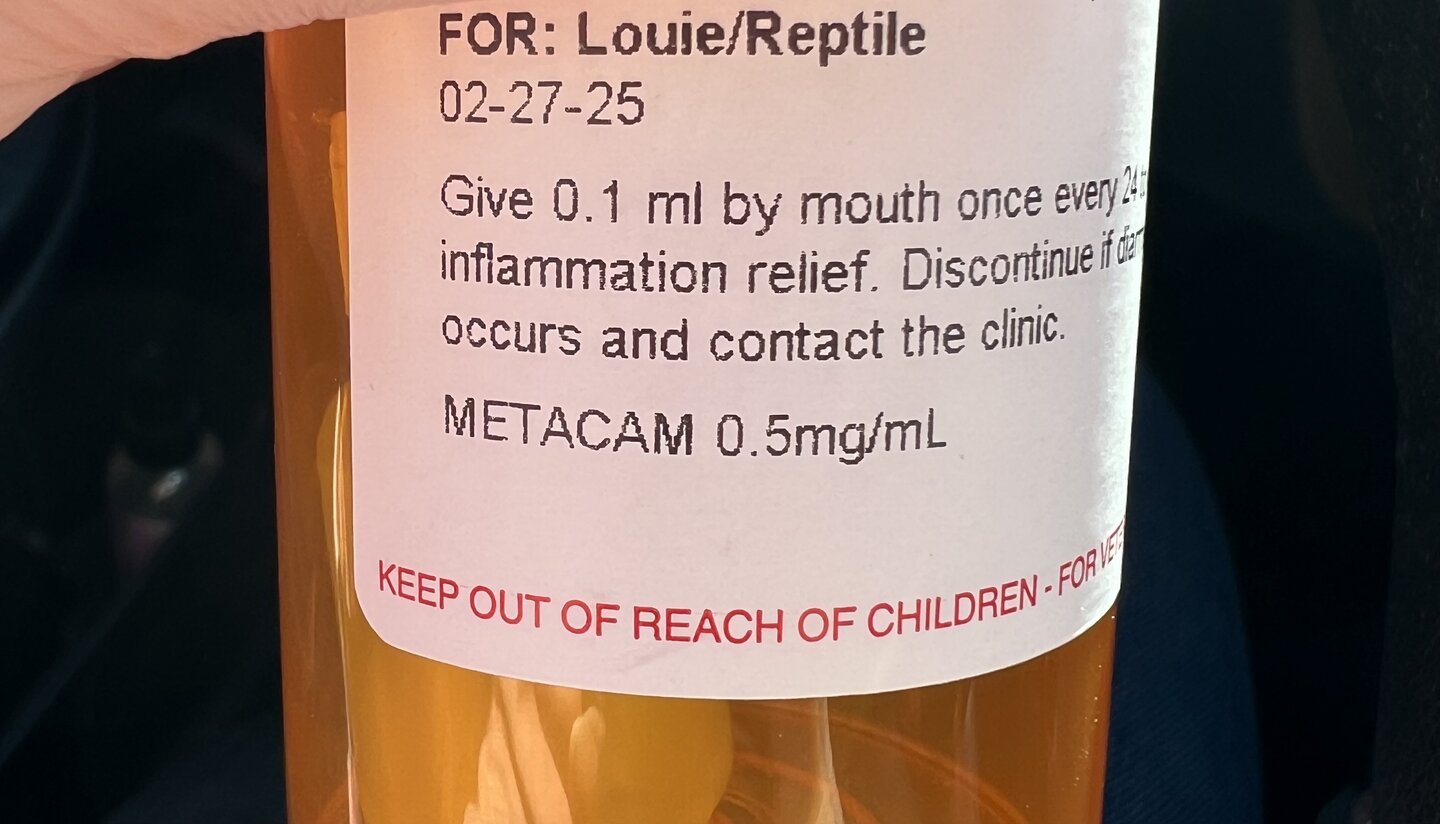 FOR: Louie/Reptile
02-27-25
Give 0.1 ml by mouth once every 24
inflammation relief. Discontinue if
occurs and contact the clinic.
METACAM 0.5mg/mL
KEEP OUT OF REACH OF CHILDREN - FOR